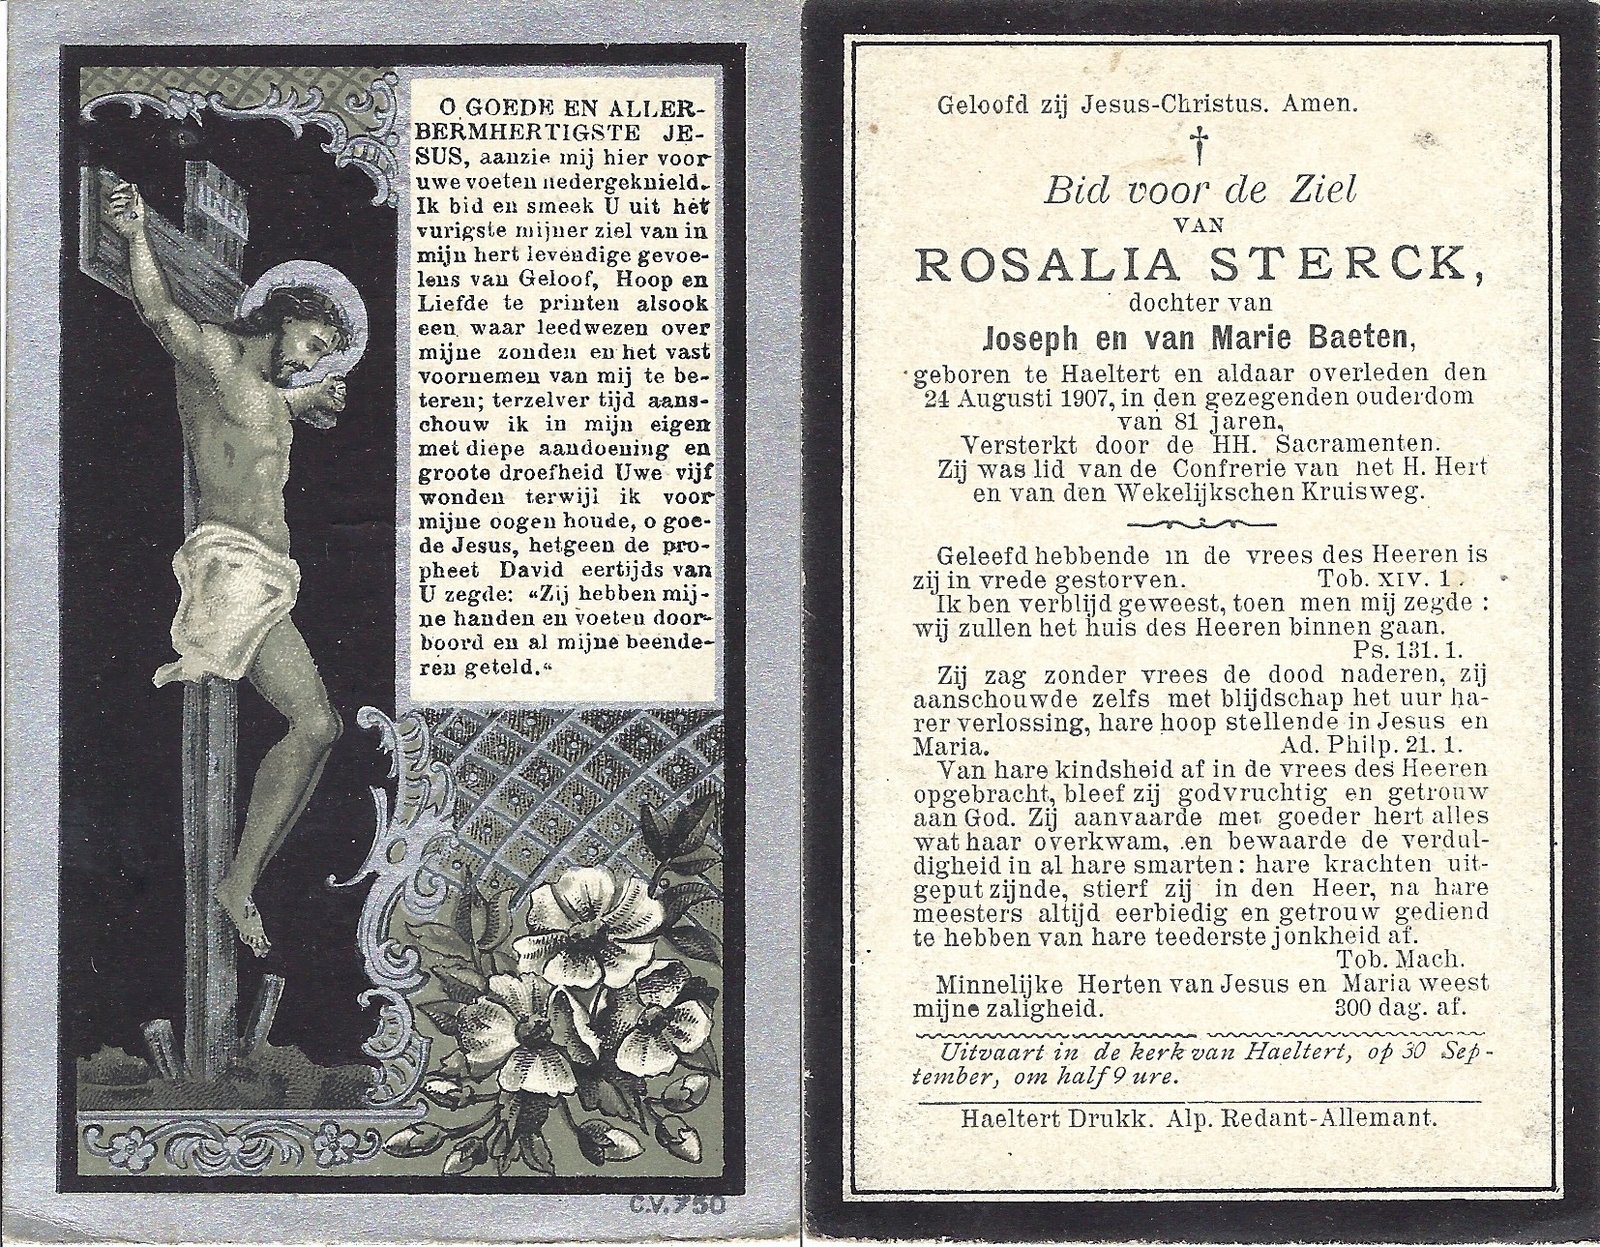 INRI
O GOEDE EN ALLER-
BERMHERTIGSTE JE-
SUS, aanzie mij hier voor
uwe voeten nedergeknield.
Ik bid en smeek U uit het
vurigste mijner ziel van in
mijn hert levendige gevoe-
lens van Geloof, Hoop en
Liefde te printen alsook
een waar leedwezen over
mijne zonden en het vast
voornemen van mij te be-
teren; terzelver tijd aans-
chouw ik in mijn eigen
met diepe aandoening en
groote droefheid Uwe vijf
wonden terwijl ik voor
mijne oogen houde, o goe-
de Jesus, hetgeen de pro-
pheet David eertijds van
U zegde: «Zij hebben mij-
ne handen en voeten door-
boord en al mijne beende-
ren geteld.“
C.V. 750
Geloofd zij Jesus-Christus. Amen.
†
Bid voor de Ziel
VAN
ROSALIA STERCK,
dochter van
Joseph en van Marie Baeten,
geboren te Haeltert en aldaar overleden den
24 Augusti 1907, in den gezegenden ouderdom
van 81 jaren,
Versterkt door de HH. Sacramenten.
Zij was lid van de Confrerie van het H. Hert
en van den Wekelijkschen Kruisweg.
Geleefd hebbende in de vrees des Heeren is
zij in vrede gestorven. Tob. XIV. 1.
Ik ben verblijd geweest, toen men mij zegde :
wij zullen het huis des Heeren binnen gaan.
Ps. 131. 1.
Zij zag zonder vrees de dood naderen, zij
aanschouwde zelfs met blijdschap het uur ha-
rer verlossing, hare hoop stellende in Jesus en
Maria. Ad. Philp. 21. 1.
Van hare kindsheid af in de vrees des Heeren
opgebracht, bleef zij godvruchtig en getrouw
aan God. Zij aanvaarde met goeder hert alles
wat haar overkwam, en bewaarde de verdul-
digheid in al hare smarten : hare krachten uit-
geput zijnde, stierf zij in den Heer, na hare
meesters altijd eerbiedig en getrouw gediend
te hebben van hare teederste jonkheid af.
Tob. Mach.
Minnelijke Herten van Jesus en Maria weest
mijne zaligheid. 300 dag. af.
Uitvaart in de kerk van Haeltert, op 30 Sep-
tember, om half 9 ure.
Haeltert Drukk. Alp. Redant-Allemant.